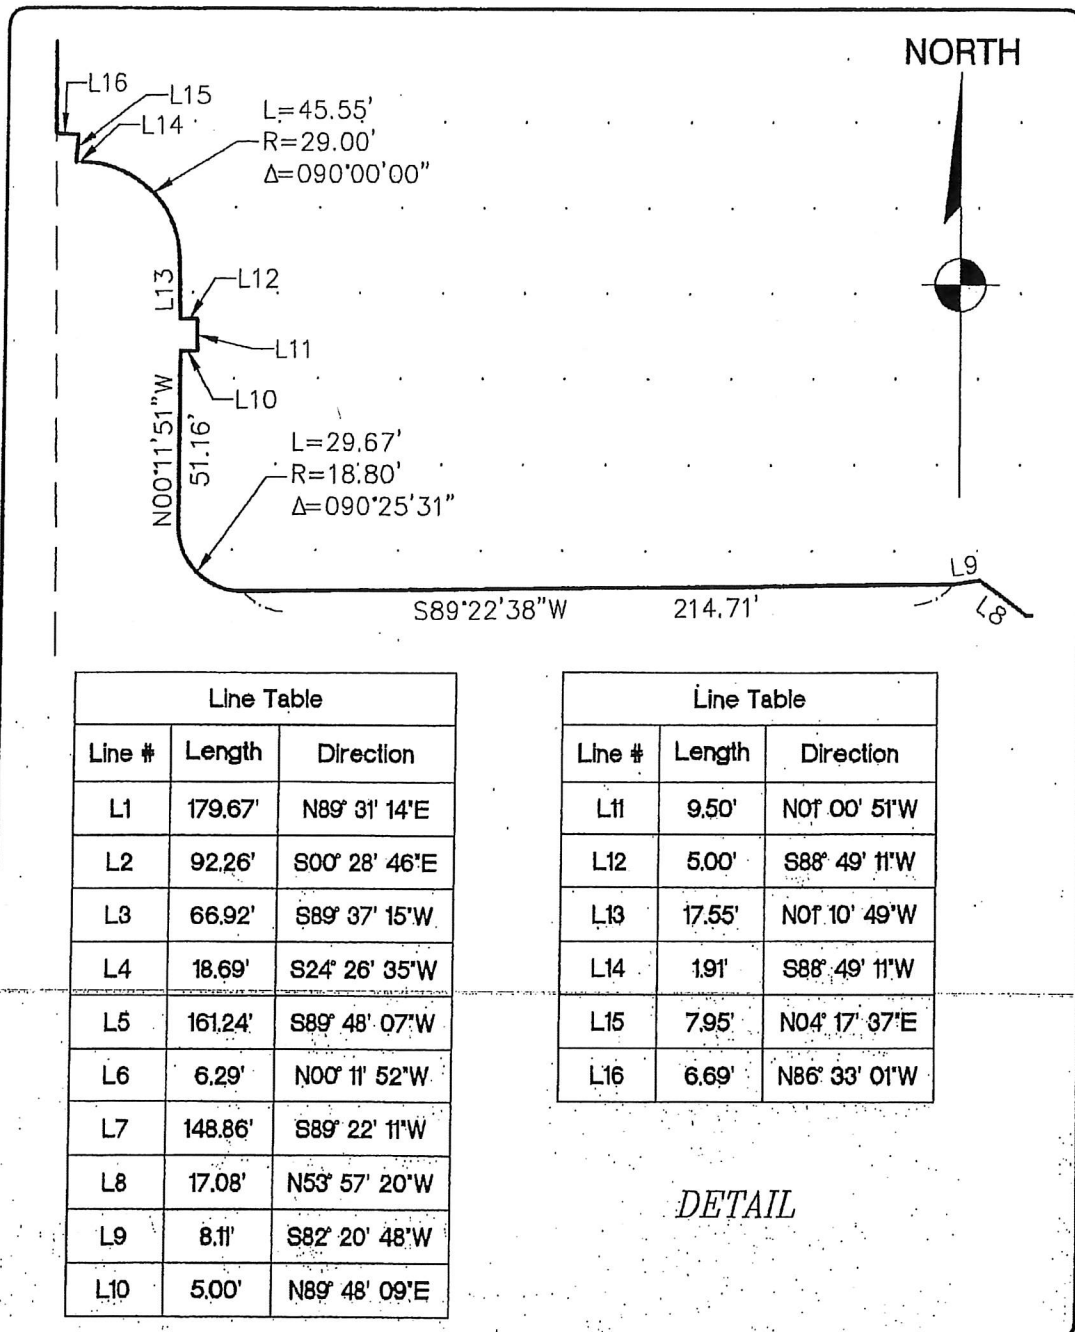 NORTH
L16
L15
L14
L=45.55'
R=29.00'
Δ=090°00'00"
L13
L12
L11
L10
N00°11'51"W
51.16'
L=29.67'
R=18.80'
Δ=090°25'31"
L9
L8
S89°22'38"W 214.71'
Line Table
Line # Length Direction
L1 179.67' N89° 31' 14"E
L2 92.26' S00° 28' 46"E
L3 66.92' S89° 37' 15"W
L4 18.69' S24° 26' 35"W
L5 161.24' S89° 48' 07"W
L6 6.29' N00° 11' 52"W
L7 148.86' S89° 22' 11"W
L8 17.08' N53° 57' 20"W
L9 8.11' S82° 20' 48"W
L10 5.00' N89° 48' 09"E
Line Table
Line # Length Direction
L11 9.50' N01° 00' 51"W
L12 5.00' S88° 49' 11"W
L13 17.55' N01° 10' 49"W
L14 1.91' S88° 49' 11"W
L15 7.95' N04° 17' 37"E
L16 6.69' N86° 33' 01"W
DETAIL